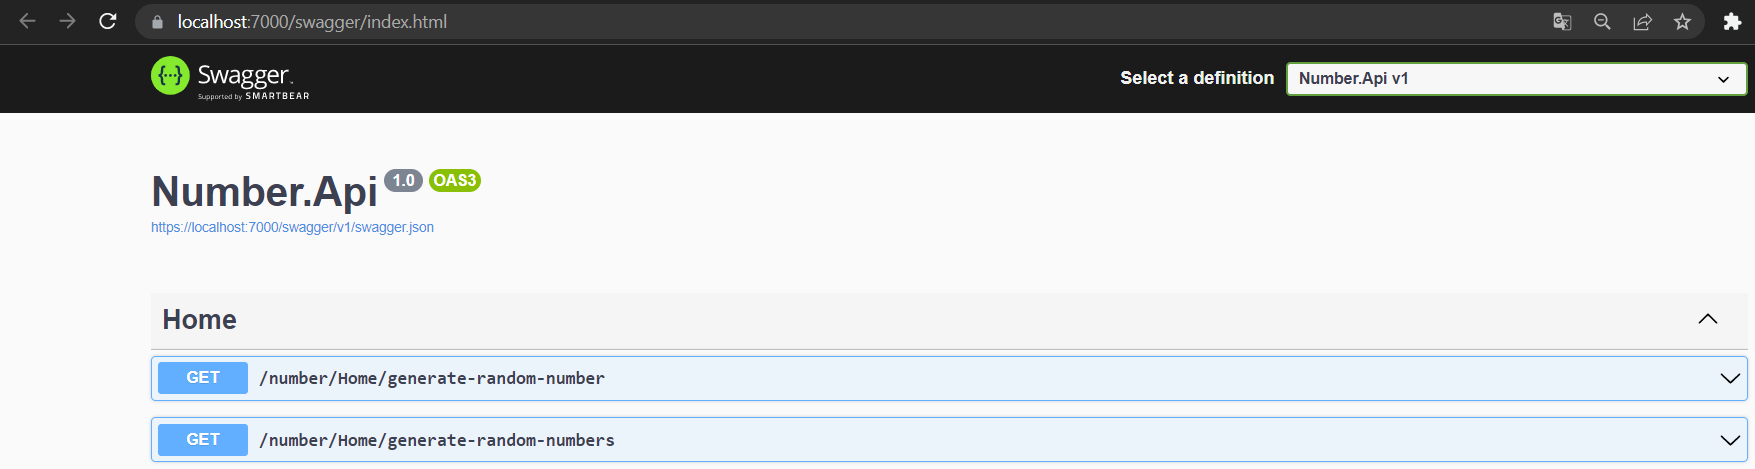 localhost:7000/swagger/index.html
Swagger
Supported by SMARTBEAR
Select a definition
Number.Api v1
Number.Api 1.0 OAS3
https://localhost:7000/swagger/v1/swagger.json
Home
GET /number/Home/generate-random-number
GET /number/Home/generate-random-numbers